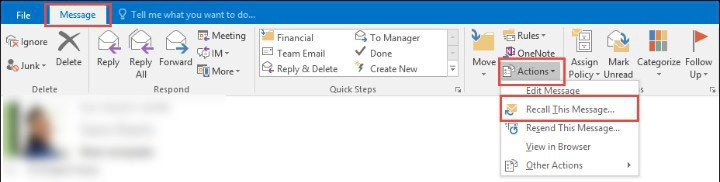 File Message Tell me what you want to do...
Ignore
Junk
Delete
Delete
Reply
Reply All
Forward
Meeting
IM
More
Respond
Financial
Team Email
Reply & Delete
To Manager
Done
Create New
Quick Steps
Move
Rules
OneNote
Actions
Assign Policy
Mark Unread
Categorize
Follow Up
Edit Message
Recall This Message...
Resend This Message...
View in Browser
Other Actions